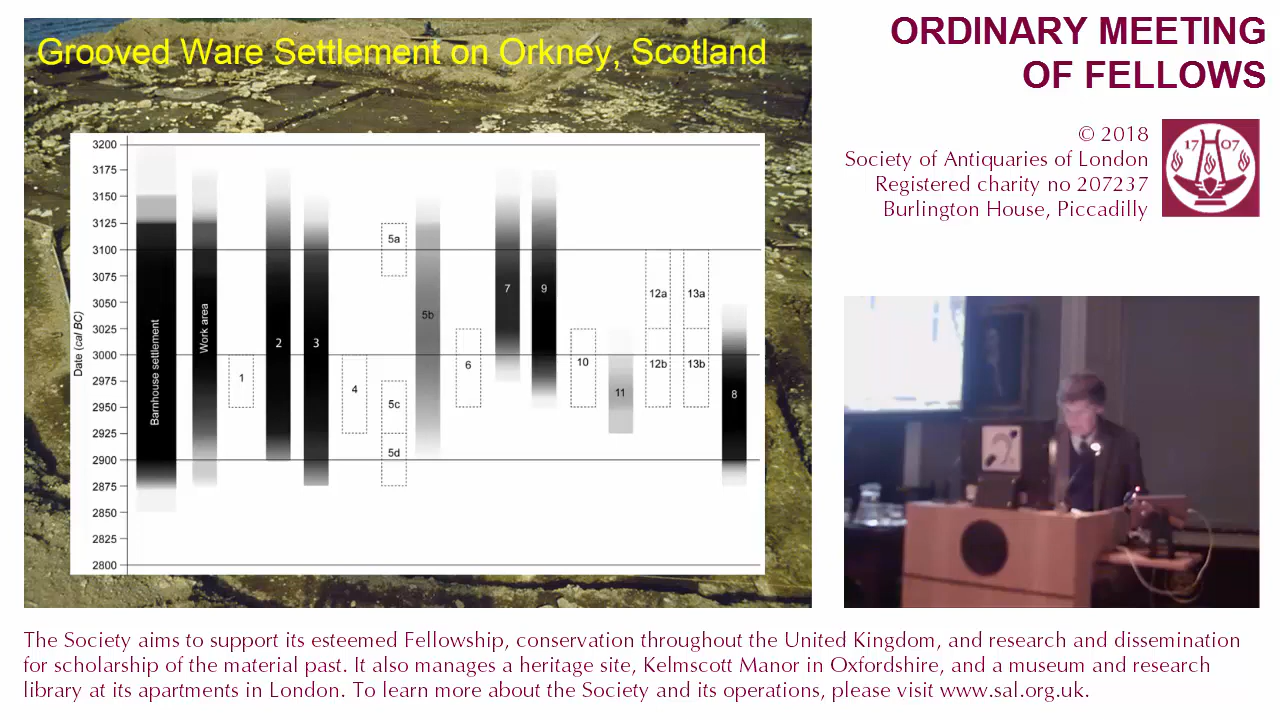 Grooved Ware Settlement on Orkney, Scotland
3200
3175
3150
3125
3100
3075
3050
3025
3000
2975
2950
2925
2900
2875
2850
2825
2800
Date (cal BC)
Barnhouse settlement
Work area
1
2
3
4
5a
5c
5d
5b
6
7
9
10
11
12a
12b
13a
13b
8
ORDINARY MEETING
OF FELLOWS
© 2018
Society of Antiquaries of London
Registered charity no 207237
Burlington House, Piccadilly
17 07
The Society aims to support its esteemed Fellowship, conservation throughout the United Kingdom, and research and dissemination
for scholarship of the material past. It also manages a heritage site, Kelmscott Manor in Oxfordshire, and a museum and research
library at its apartments in London. To learn more about the Society and its operations, please visit www.sal.org.uk.